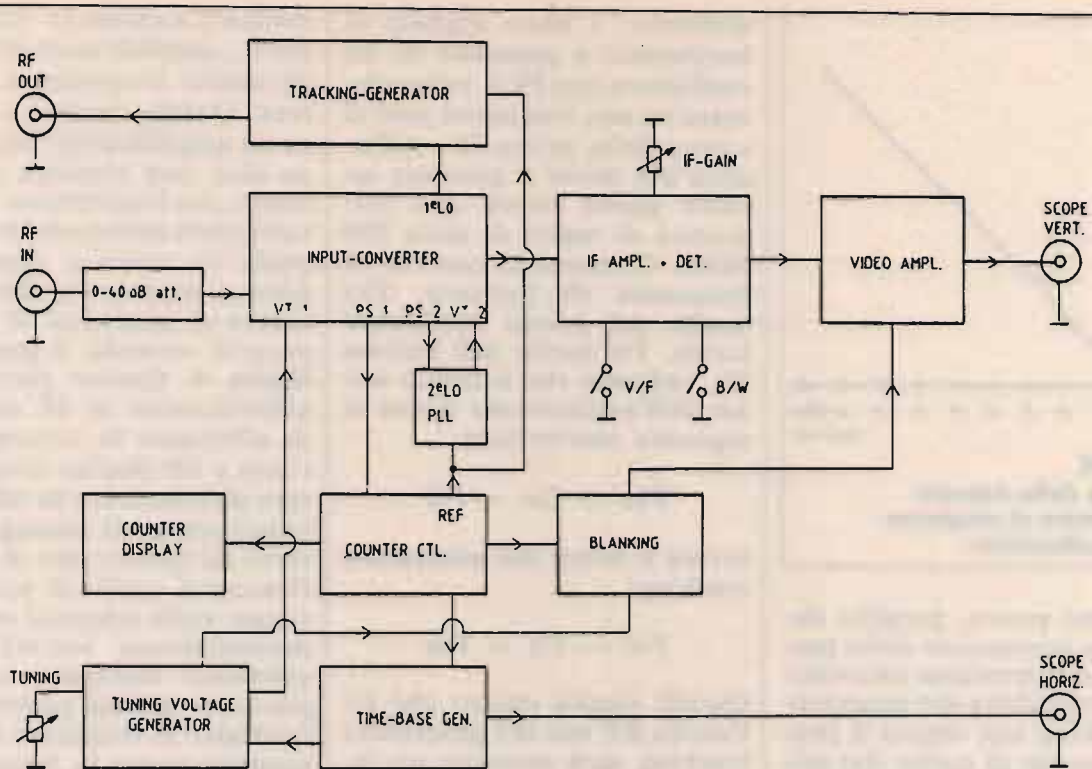 RF
OUT
TRACKING-GENERATOR
1eLO
IF-GAIN
RF
IN
0-40 dB att.
INPUT-CONVERTER
VT 1
PS 1
PS 2
VT 2
IF AMPL. + DET.
VIDEO AMPL.
SCOPE
VERT.
2eLO
PLL
V/F
B/W
COUNTER
DISPLAY
REF
COUNTER CTL.
BLANKING
TUNING
TUNING VOLTAGE
GENERATOR
TIME-BASE GEN.
SCOPE
HORIZ.